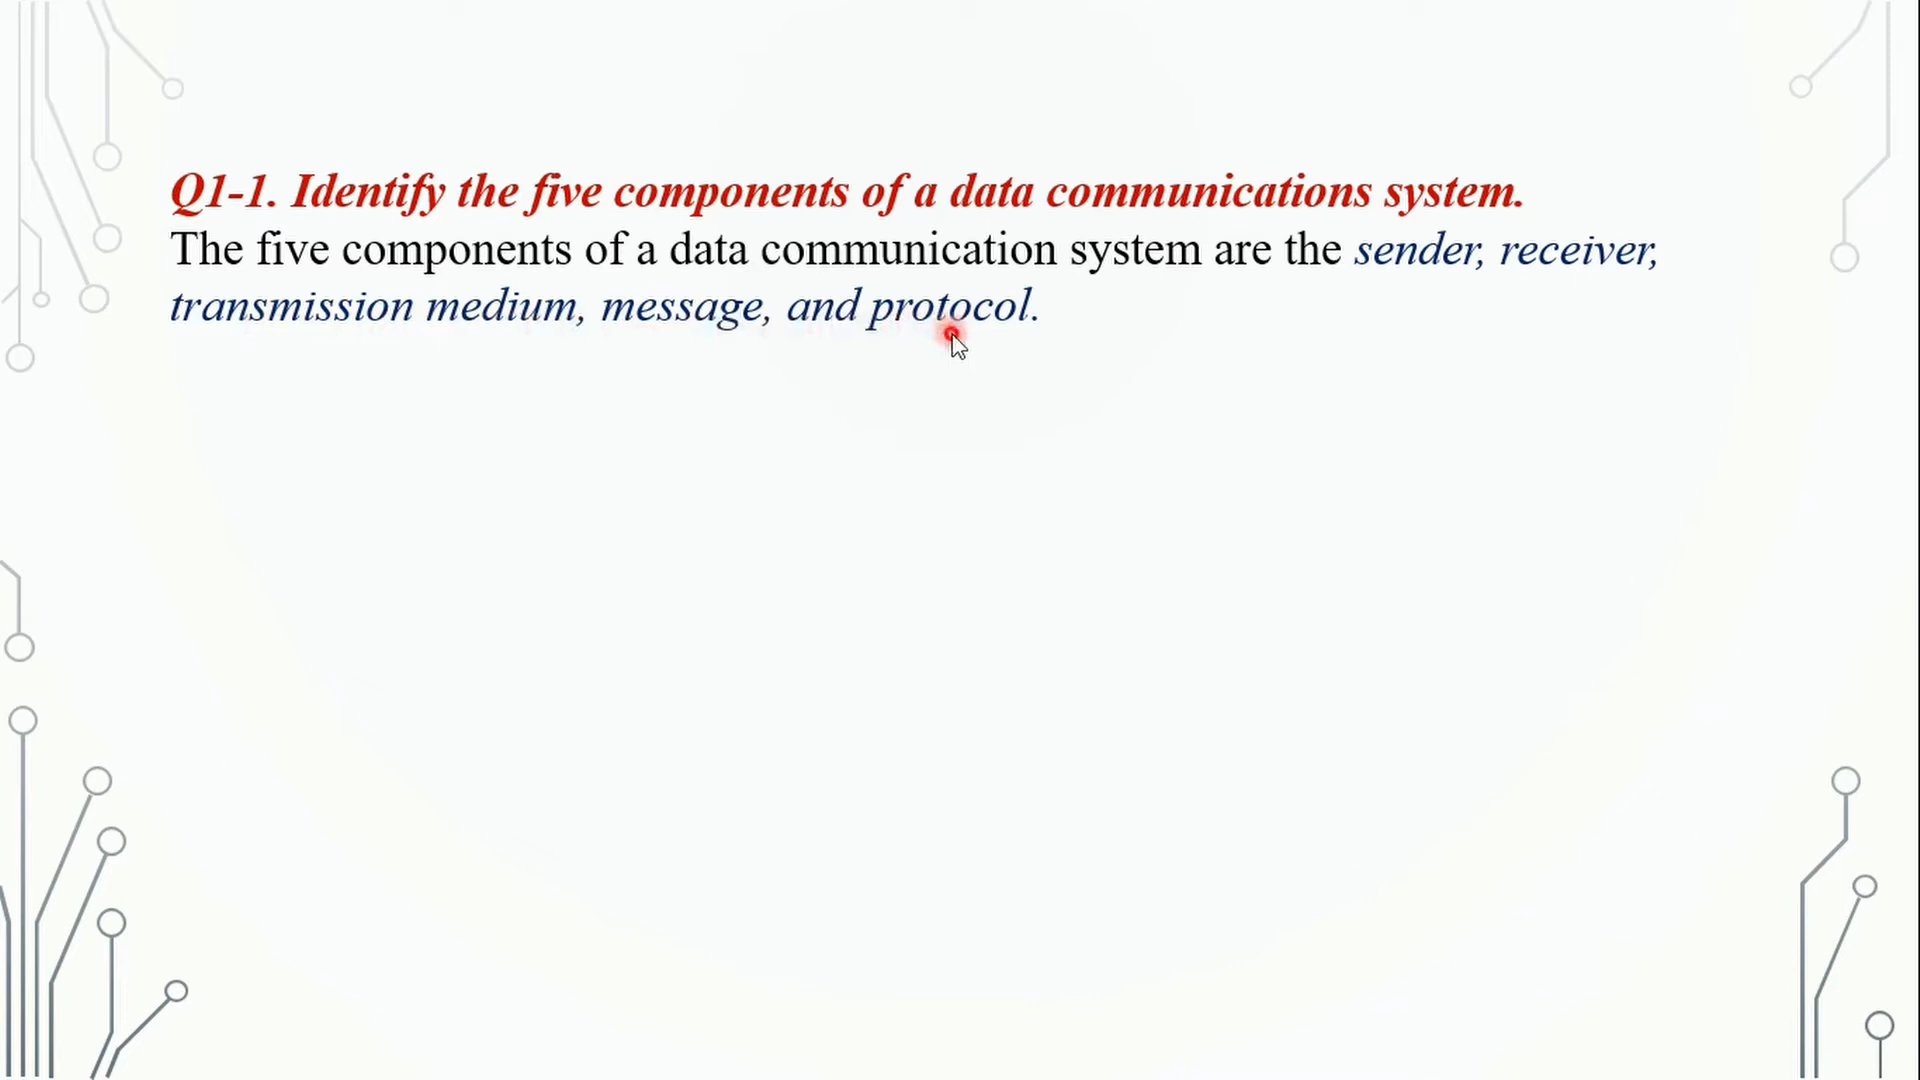 Q1-1. Identify the five components of a data communications system.
The five components of a data communication system are the sender, receiver,
transmission medium, message, and protocol.